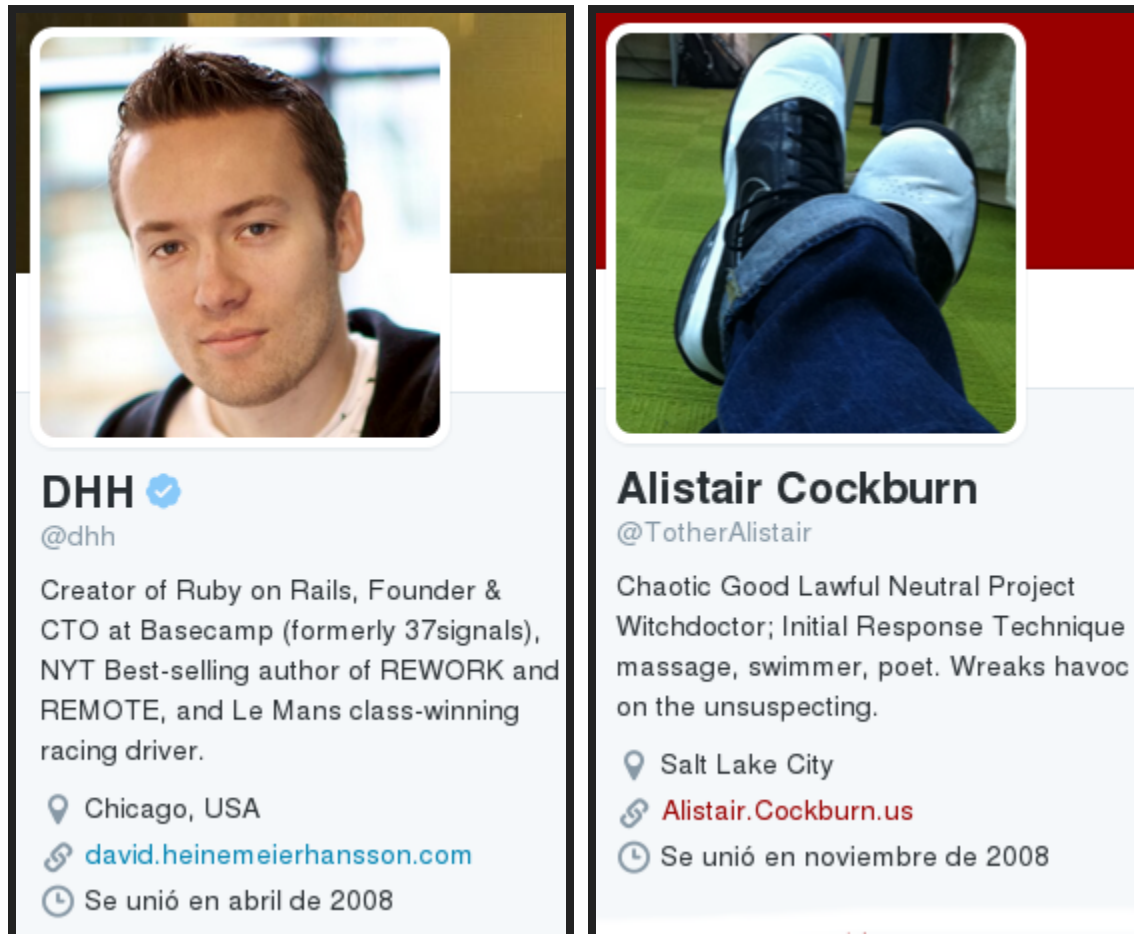 DHH
@dhh
Creator of Ruby on Rails, Founder &
CTO at Basecamp (formerly 37signals),
NYT Best-selling author of REWORK and
REMOTE, and Le Mans class-winning
racing driver.
Chicago, USA
david.heinemeierhansson.com
Se unió en abril de 2008
Alistair Cockburn
@TotherAlistair
Chaotic Good Lawful Neutral Project
Witchdoctor; Initial Response Technique
massage, swimmer, poet. Wreaks havoc
on the unsuspecting.
Salt Lake City
Alistair.Cockburn.us
Se unió en noviembre de 2008